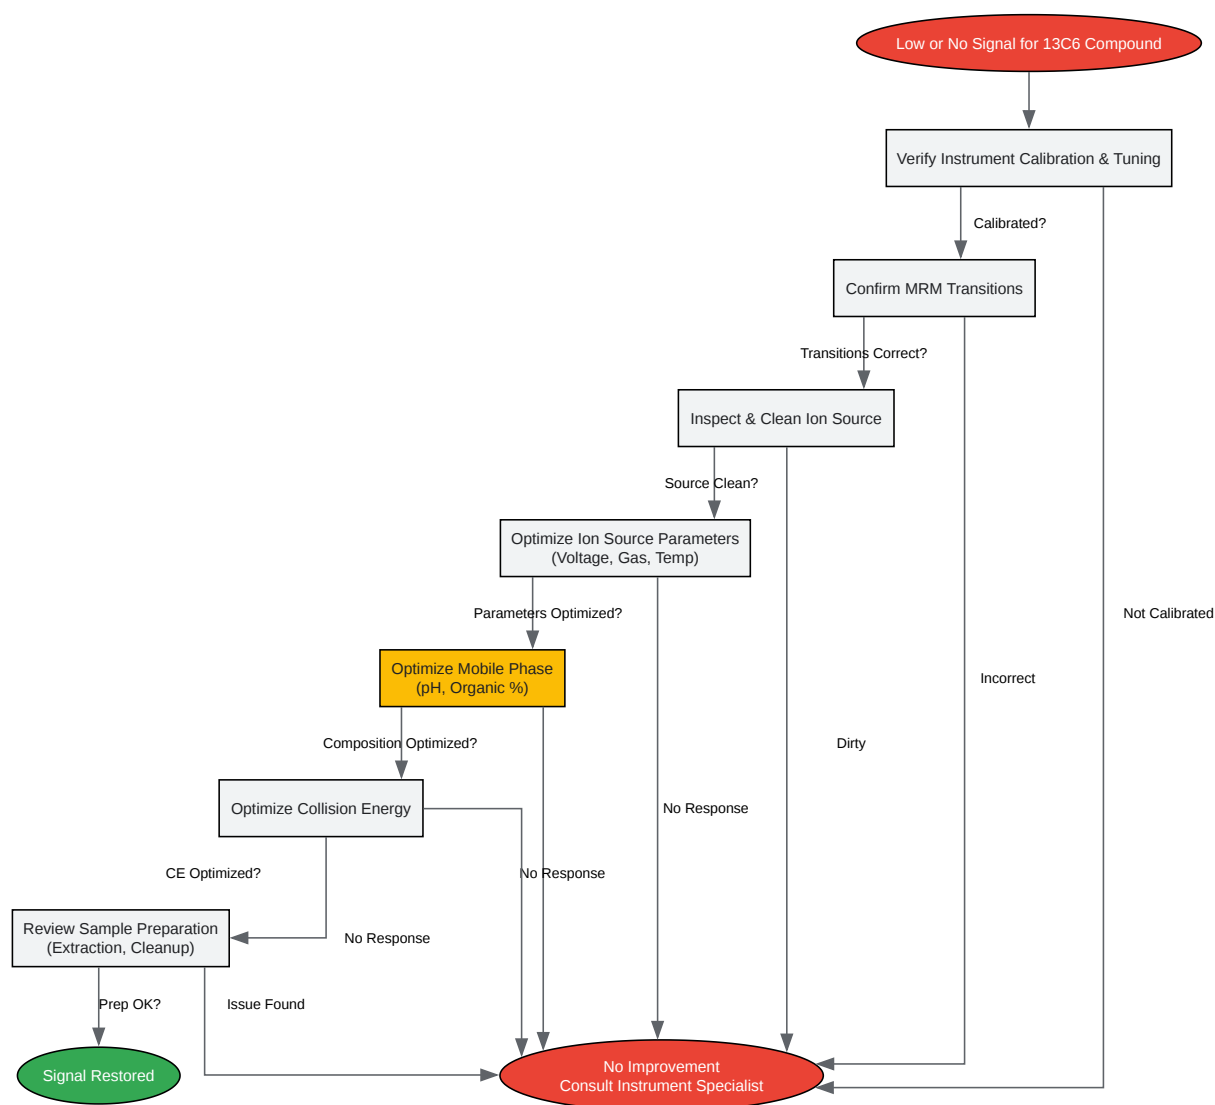 Low or No Signal for 13C6 Compound
Verify Instrument Calibration & Tuning
Calibrated?
Confirm MRM Transitions
Transitions Correct?
Inspect & Clean Ion Source
Source Clean?
Optimize Ion Source Parameters
(Voltage, Gas, Temp)
Parameters Optimized?
Not Calibrated
Optimize Mobile Phase
(pH, Organic %)
Incorrect
Composition Optimized?
Dirty
Optimize Collision Energy
No Response
CE Optimized?
No Response
Review Sample Preparation
(Extraction, Cleanup)
No Response
Prep OK?
Issue Found
Signal Restored
No Improvement
Consult Instrument Specialist